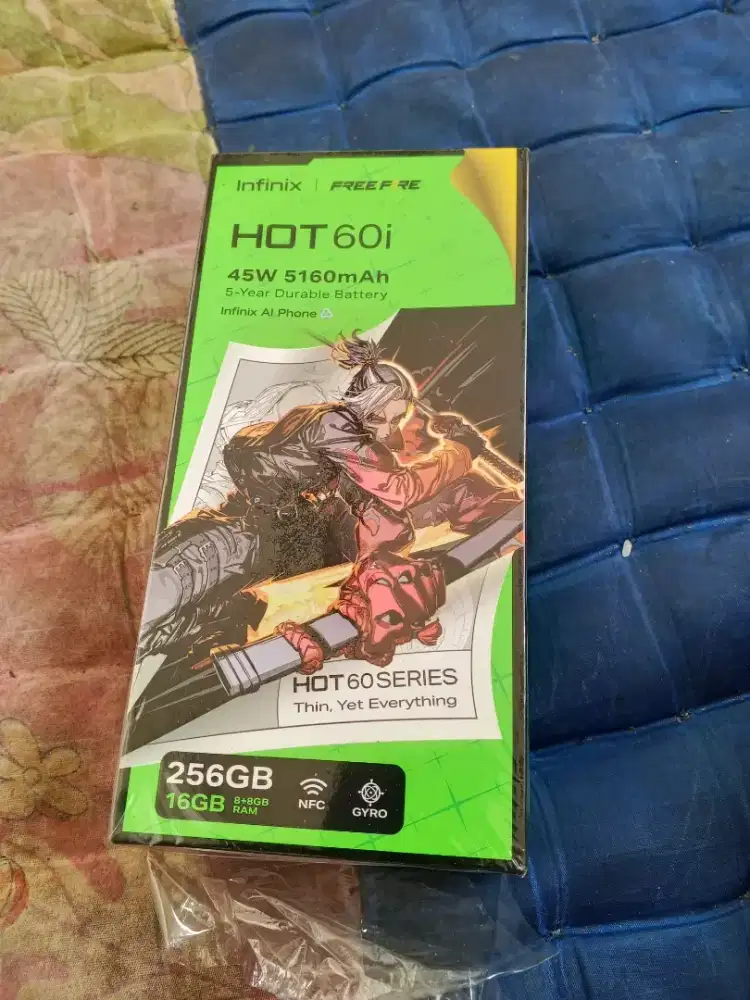 Infinix | FREE FIRE
HOT 60i
45W 5160mAh
5-Year Durable Battery
Infinix AI Phone
HOT 60 SERIES
Thin, Yet Everything
256GB
16GB 8+8GB RAM
NFC
GYRO